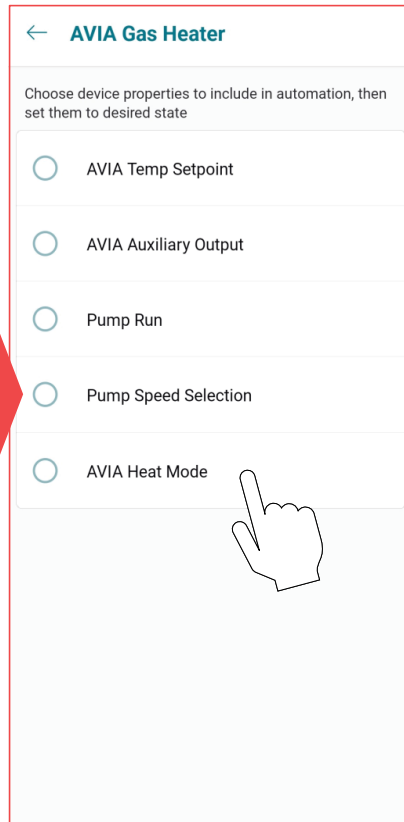 AVIA Gas Heater
Choose device properties to include in automation, then
set them to desired state
AVIA Temp Setpoint
AVIA Auxiliary Output
Pump Run
Pump Speed Selection
AVIA Heat Mode